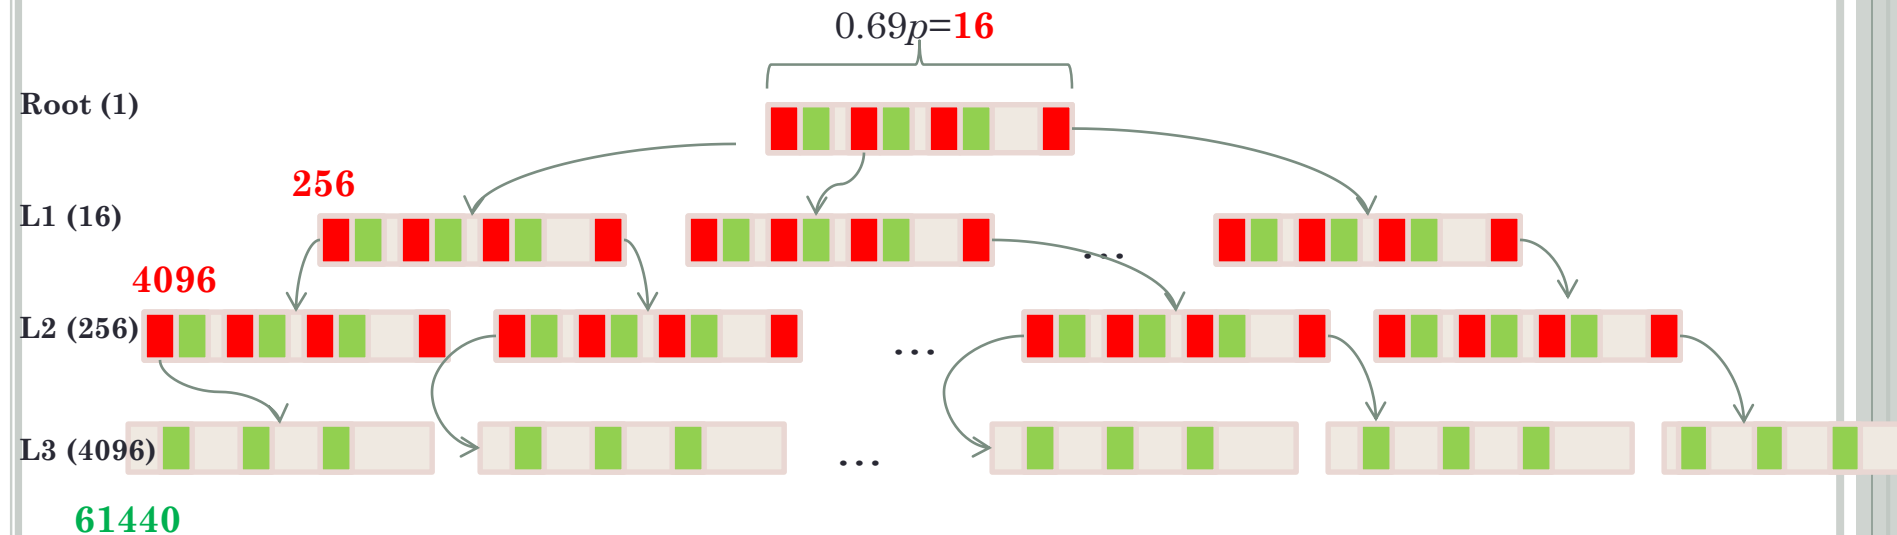 0.69p=16
Root (1)
256
L1 (16)
...
4096
L2 (256)
...
L3 (4096)
...
61440